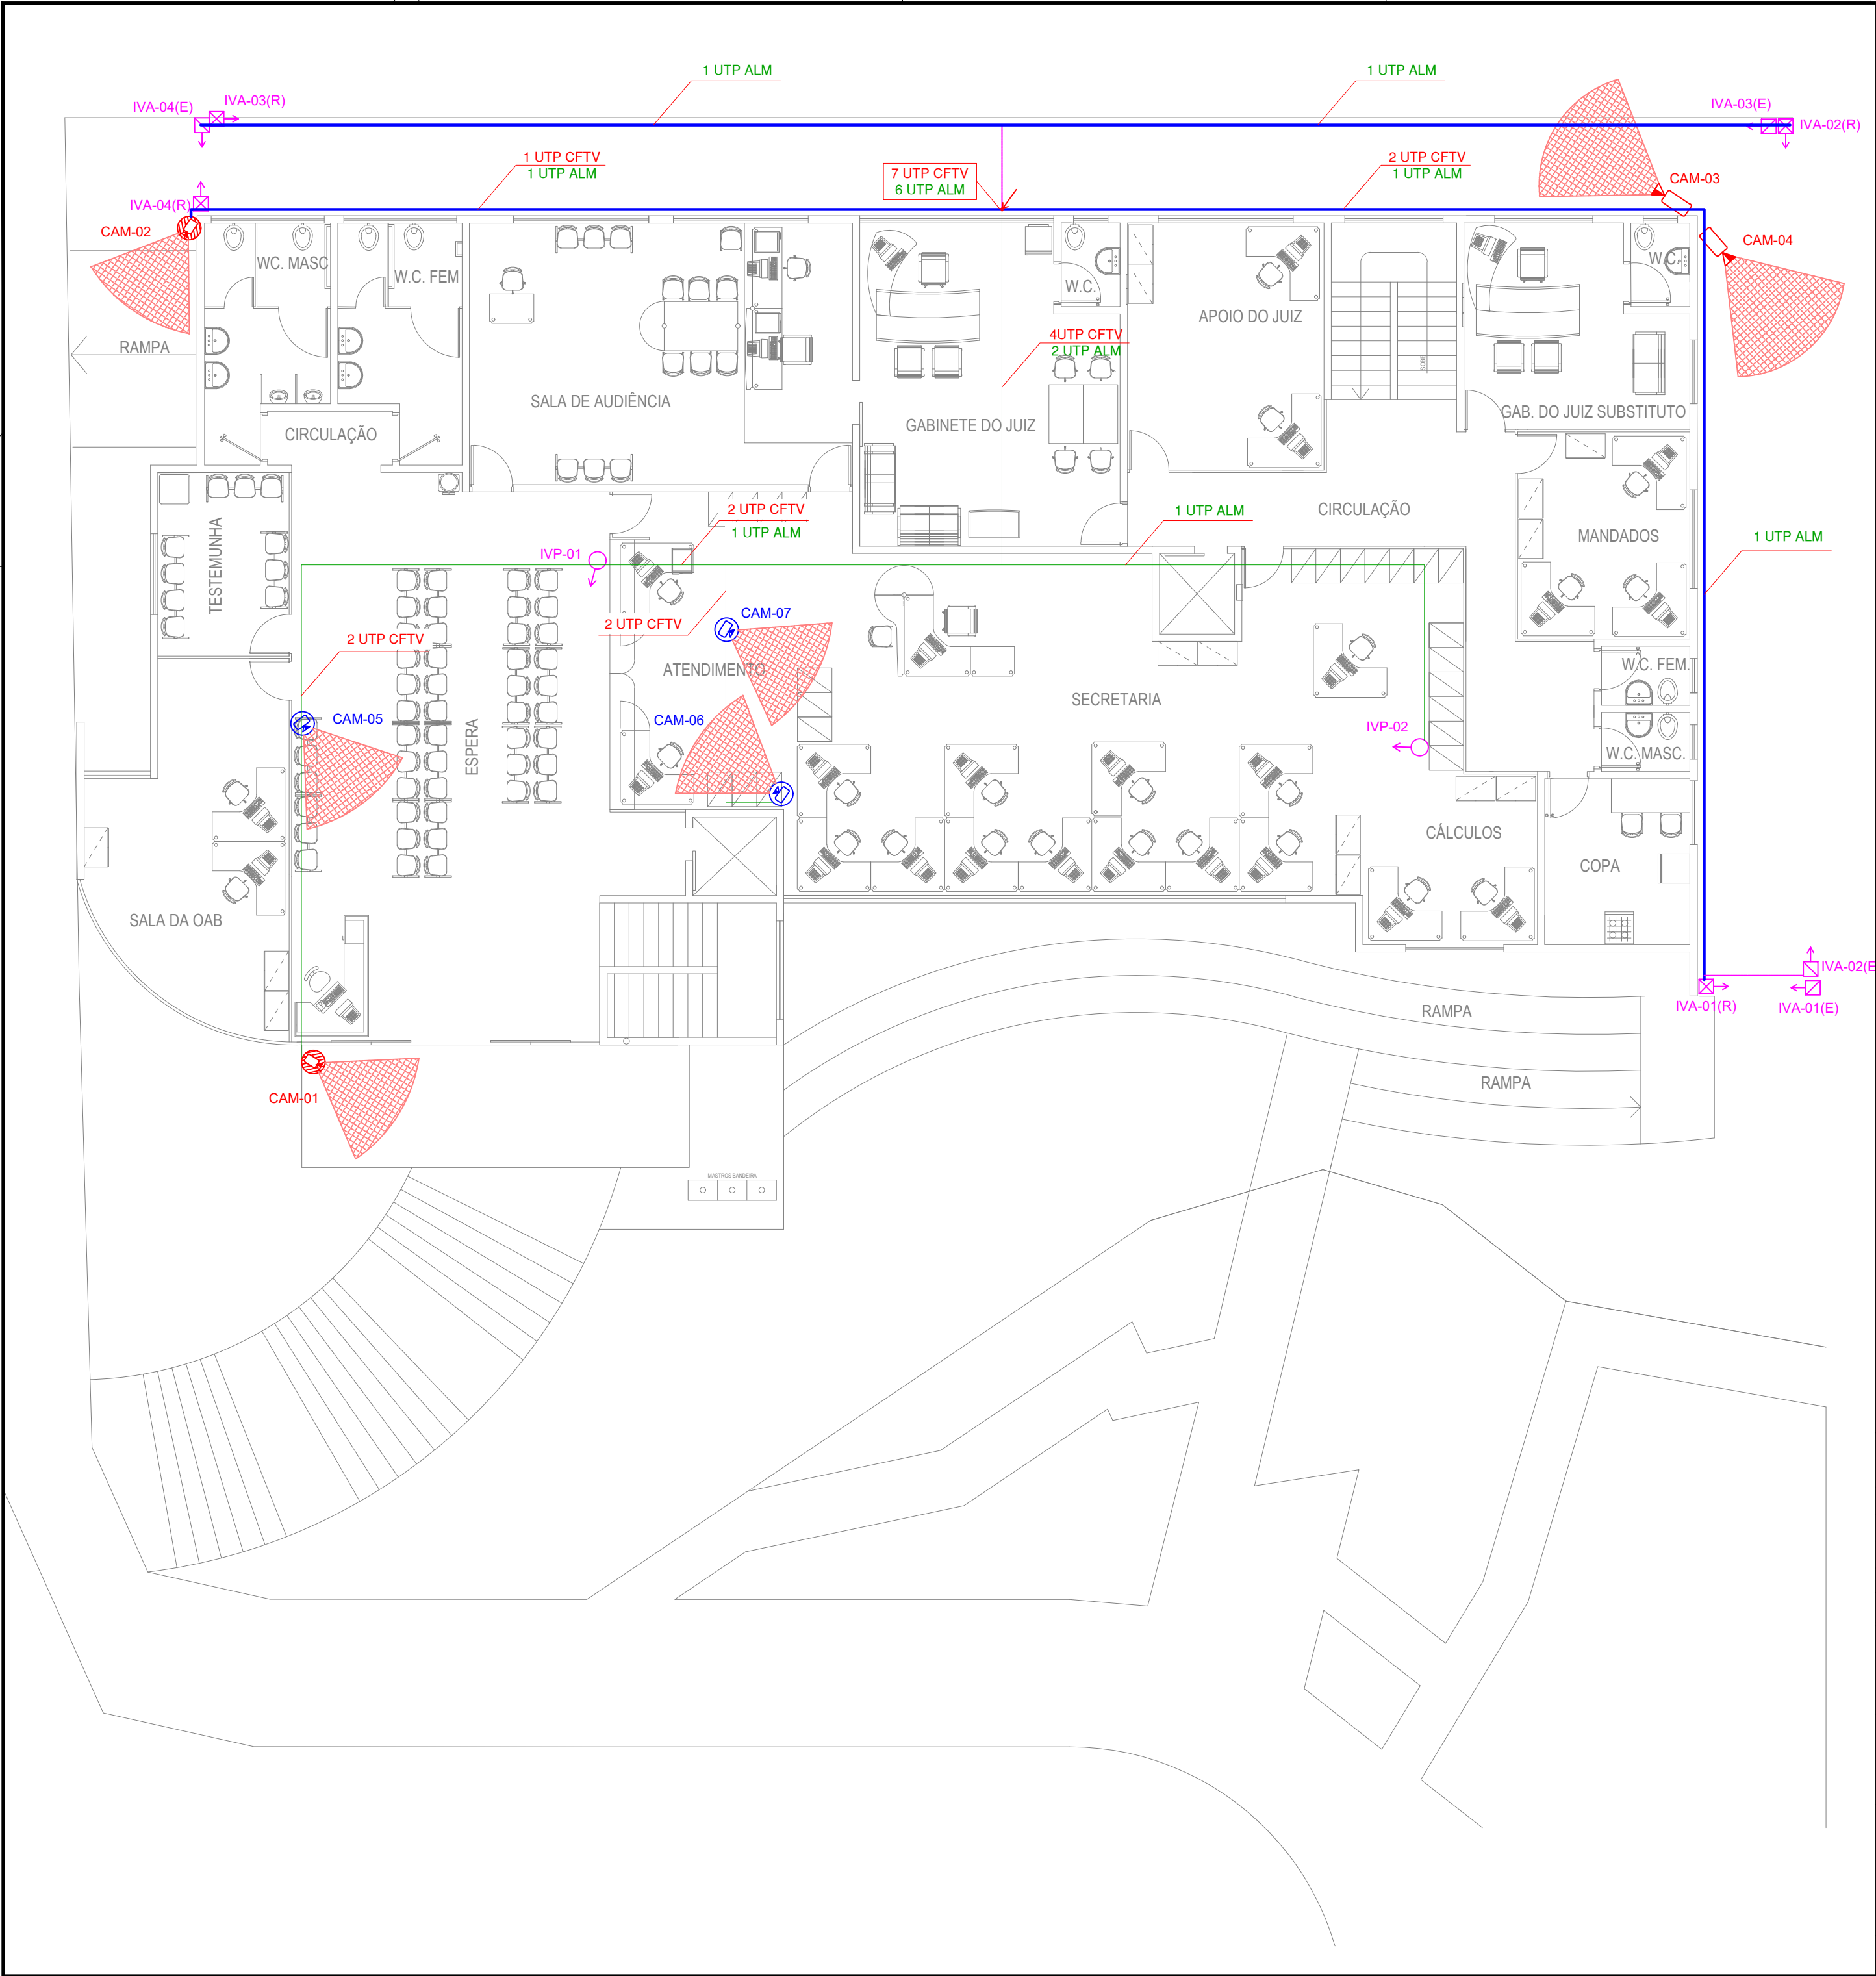 1 UTP ALM
1 UTP ALM
IVA-04(E)
IVA-03(R)
IVA-03(E)
IVA-02(R)
1 UTP CFTV
1 UTP ALM
7 UTP CFTV
6 UTP ALM
2 UTP CFTV
1 UTP ALM
CAM-03
IVA-04(R)
CAM-02
CAM-04
WC. MASC
W.C. FEM
W.C.
W.C.
RAMPA
APOIO DO JUIZ
4UTP CFTV
2 UTP ALM
SOBE
SALA DE AUDIÊNCIA
GABINETE DO JUIZ
GAB. DO JUIZ SUBSTITUTO
CIRCULAÇÃO
2 UTP CFTV
1 UTP ALM
1 UTP ALM
CIRCULAÇÃO
MANDADOS
1 UTP ALM
TESTEMUNHA
IVP-01
CAM-07
2 UTP CFTV
2 UTP CFTV
ATENDIMENTO
W.C. FEM.
SECRETARIA
CAM-05
CAM-06
ESPERA
IVP-02
W.C. MASC.
CÁLCULOS
COPA
SALA DA OAB
IVA-02(E
IVA-01(R)
IVA-01(E)
RAMPA
RAMPA
CAM-01
MASTROS BANDEIRA